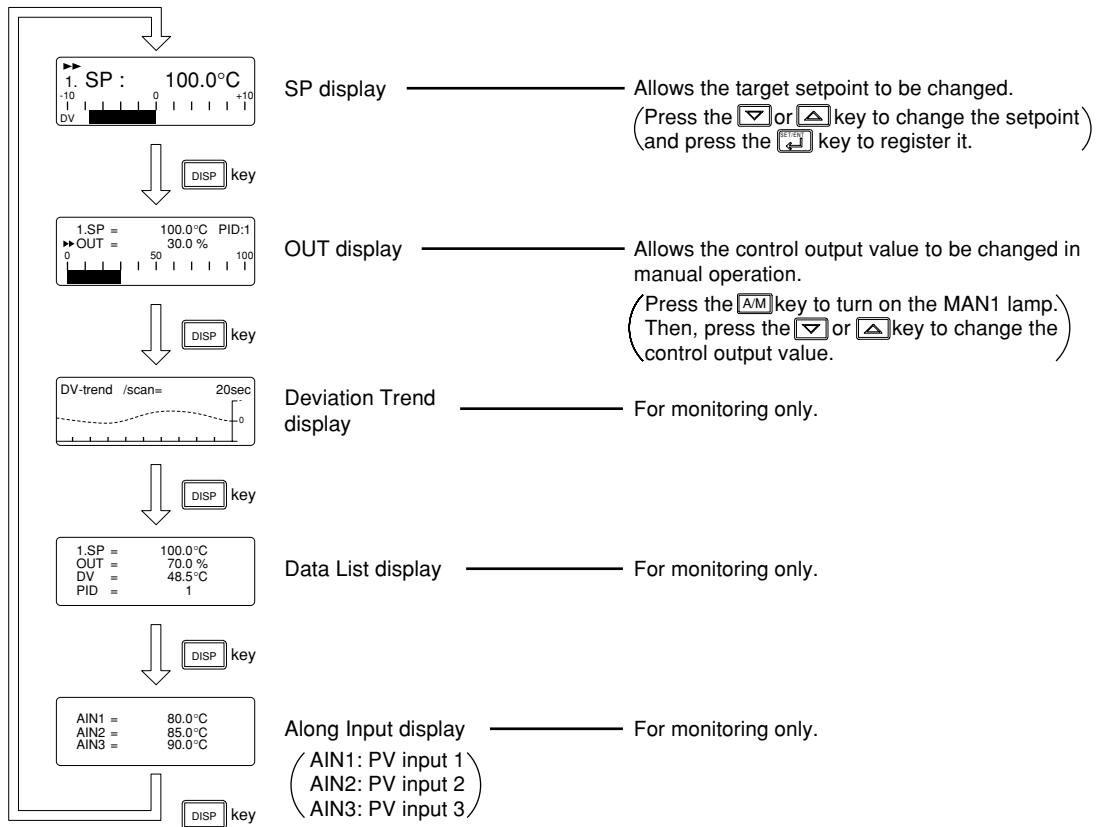 ▶▶
1. SP : 100.0°C
-10 0 +10
DV
SP display
Allows the target setpoint to be changed.
(Press the ▽ or △ key to change the setpoint
and press the SET/ENT key to register it.)
DISP key
1.SP = 100.0°C PID:1
▶▶OUT = 30.0 %
0 50 100
OUT display
Allows the control output value to be changed in
manual operation.
(Press the A/M key to turn on the MAN1 lamp.
Then, press the ▽ or △ key to change the
control output value.)
DISP key
DV-trend /scan= 20sec
0
Deviation Trend
display
For monitoring only.
DISP key
1.SP = 100.0°C
OUT = 70.0 %
DV = 48.5°C
PID = 1
Data List display
For monitoring only.
DISP key
AIN1 = 80.0°C
AIN2 = 85.0°C
AIN3 = 90.0°C
Along Input display
For monitoring only.
(AIN1: PV input 1
AIN2: PV input 2
AIN3: PV input 3)
DISP key